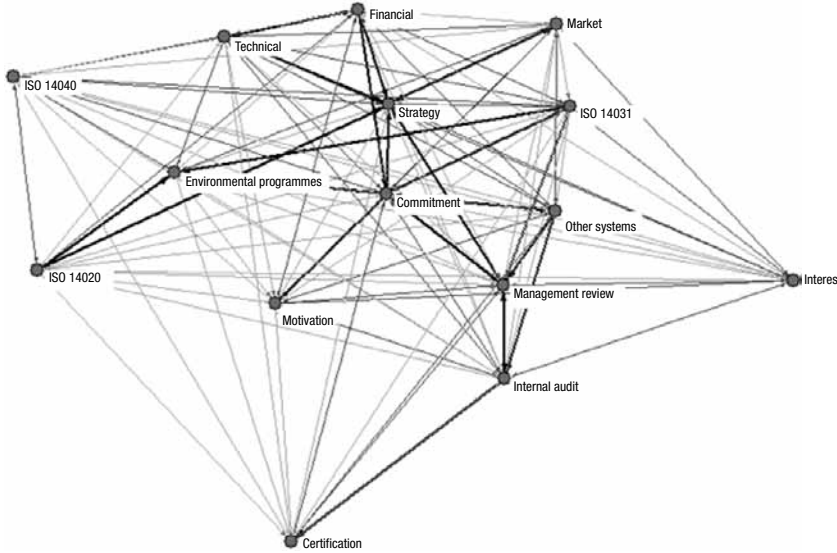 Financial
Market
Technical
ISO 14040
Strategy
ISO 14031
Environmental programmes
Commitment
Other systems
ISO 14020
Interes
Management review
Motivation
Internal audit
Certification